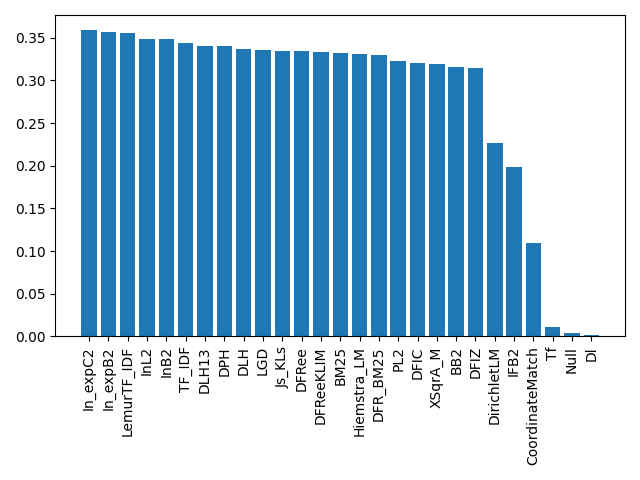 0.35
0.30
0.25
0.20
0.15
0.10
0.05
0.00
In_expC2
In_expB2
LemurTF_IDF
InL2
InB2
TF_IDF
DLH13
DPH
DLH
LGD
Js_KLs
DFRee
DFReeKLIM
BM25
Hiemstra_LM
DFR_BM25
PL2
DFIC
XSqrA_M
BB2
DFIZ
DirichletLM
IFB2
CoordinateMatch
Tf
Null
Dl